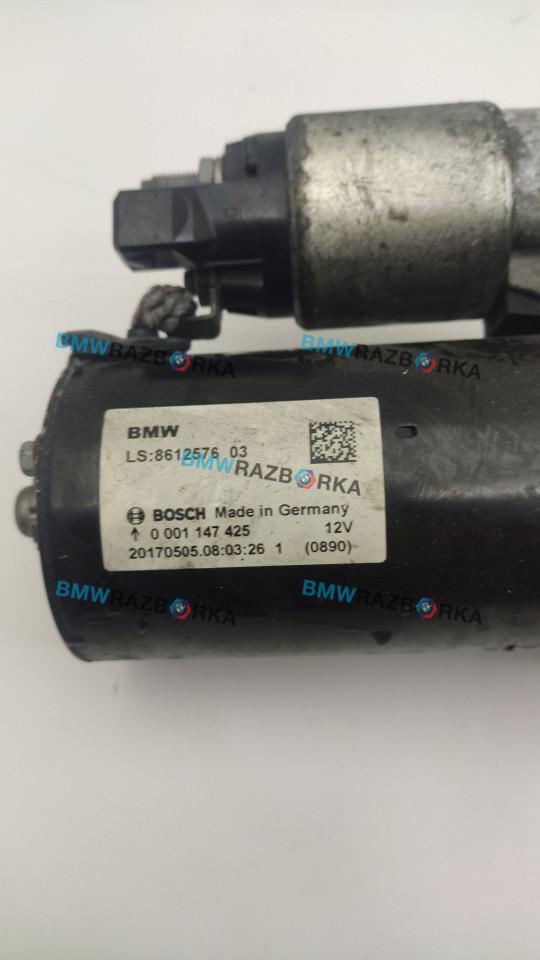 BMWRAZBORKA BMWRAZBORKA
BMW
LS:8612576 03
BMWRAZBORKA
BOSCH Made in Germany
0 001 147 425 12V
20170505.08:03:26 1 (0890)
BMWRAZBORKA BMWRAZBORKA